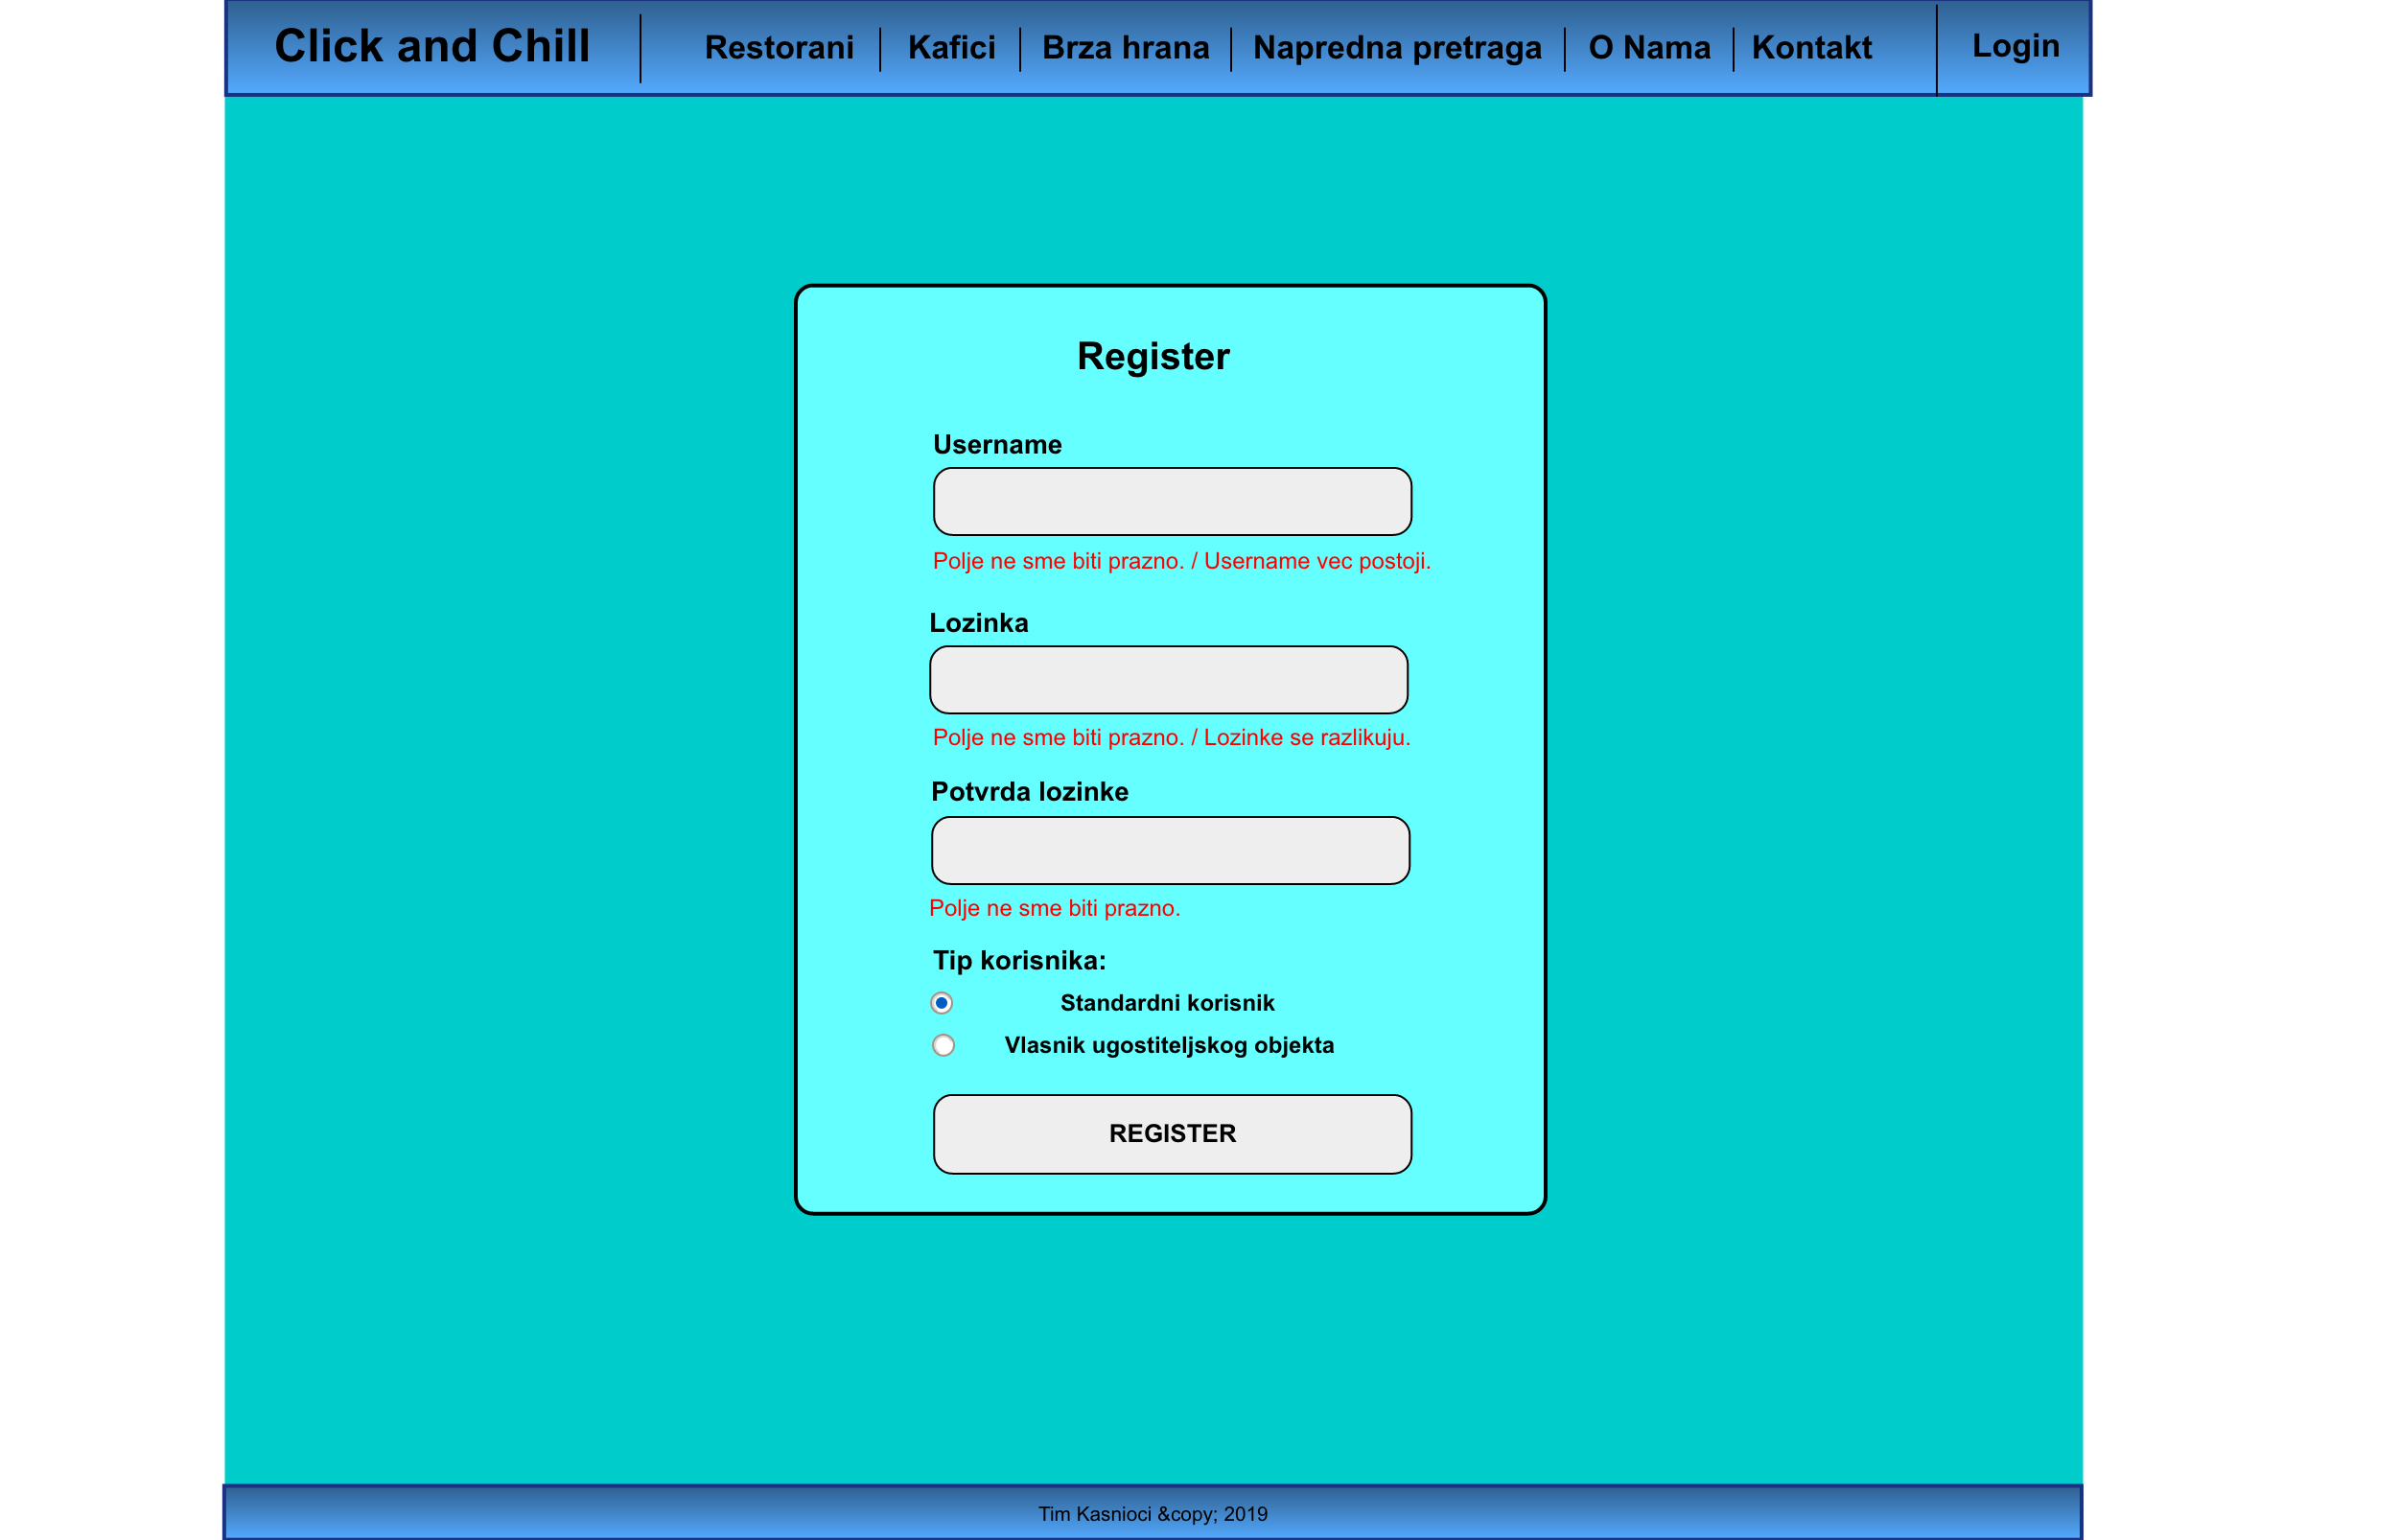 Click and Chill
Restorani Kafici Brza hrana Napredna pretraga O Nama Kontakt Login
Register
Username
Polje ne sme biti prazno. / Username vec postoji.
Lozinka
Polje ne sme biti prazno. / Lozinke se razlikuju.
Potvrda lozinke
Polje ne sme biti prazno.
Tip korisnika:
Standardni korisnik
Vlasnik ugostiteljskog objekta
REGISTER
Tim Kasnioci &copy; 2019